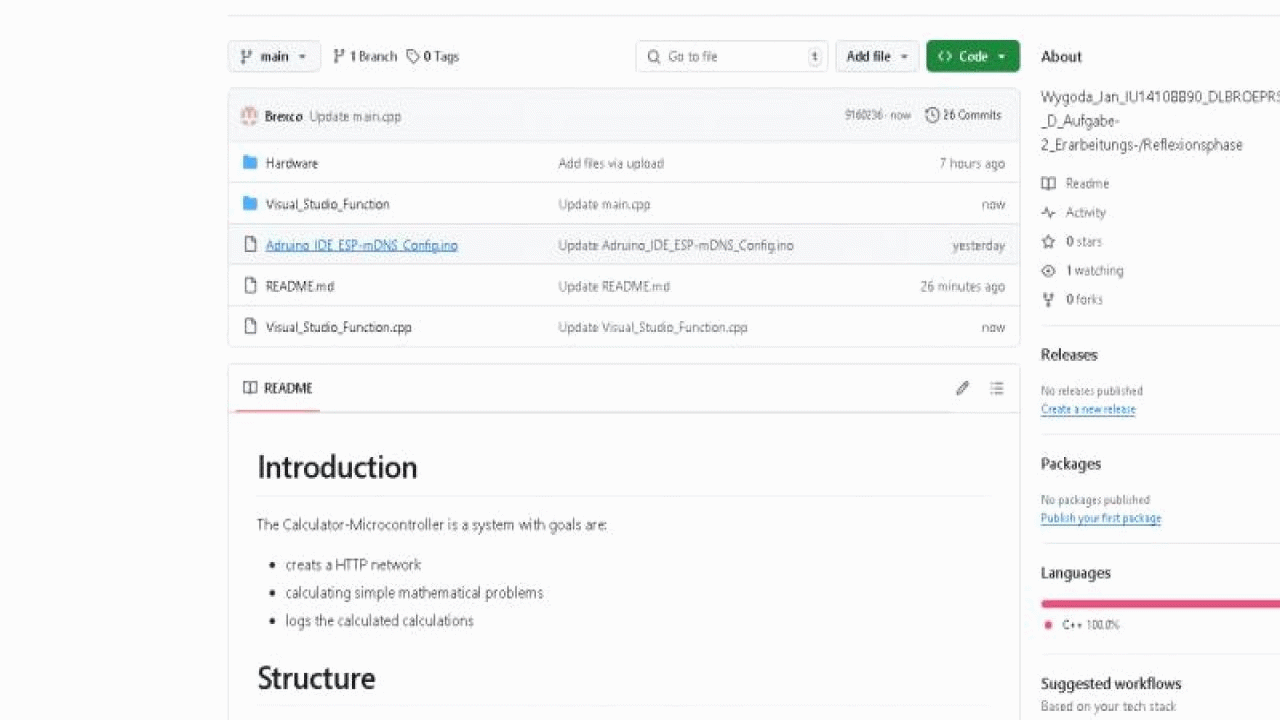 main 1 Branch 0 Tags Go to file t Add file Code
Brexco Update main.cpp 9160236 · now 26 Commits
Hardware Add files via upload 7 hours ago
Visual_Studio_Function Update main.cpp now
Adruino_IDE_ESP-mDNS_Config.ino Update Adruino_IDE_ESP-mDNS_Config.ino yesterday
README.md Update README.md 26 minutes ago
Visual_Studio_Function.cpp Update Visual_Studio_Function.cpp now
README
Introduction
The Calculator-Microcontroller is a system with goals are:
creats a HTTP network
calculating simple mathematical problems
logs the calculated calculations
Structure
About
Wygoda_Jan_IU14108B90_DLBROEPRS
_D_Aufgabe-
2_Erarbeitungs-/Reflexionsphase
Readme
Activity
0 stars
1 watching
0 forks
Releases
No releases published
Create a new release
Packages
No packages published
Publish your first package
Languages
C++ 100.0%
Suggested workflows
Based on your tech stack